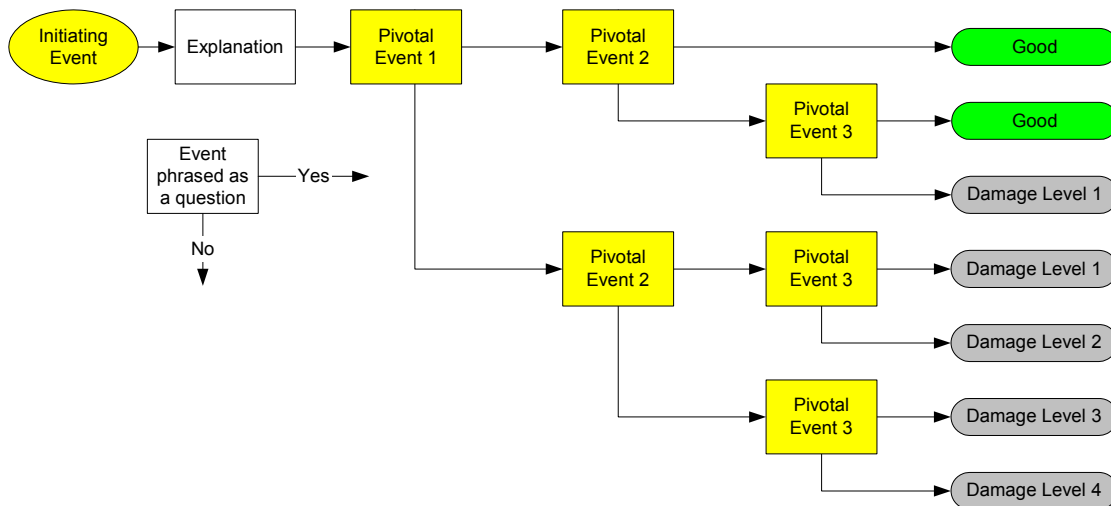 Initiating
Event
Explanation
Pivotal
Event 1
Pivotal
Event 2
Good
Pivotal
Event 3
Good
Event
phrased as
a question
Yes
No
Damage Level 1
Pivotal
Event 2
Pivotal
Event 3
Damage Level 1
Damage Level 2
Pivotal
Event 3
Damage Level 3
Damage Level 4